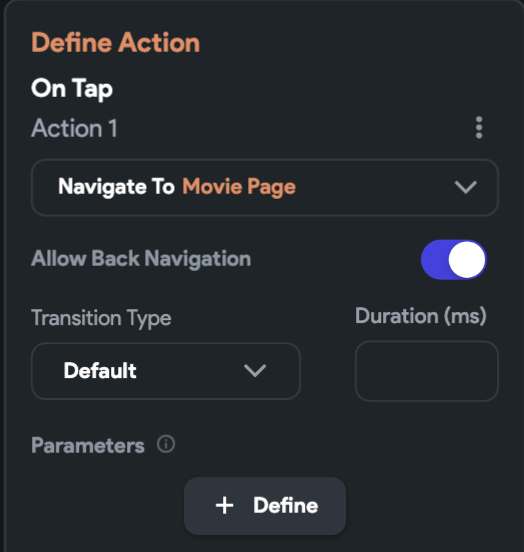 Define Action
On Tap
Action 1
Navigate To Movie Page
Allow Back Navigation
Transition Type
Duration (ms)
Default
Parameters
+ Define